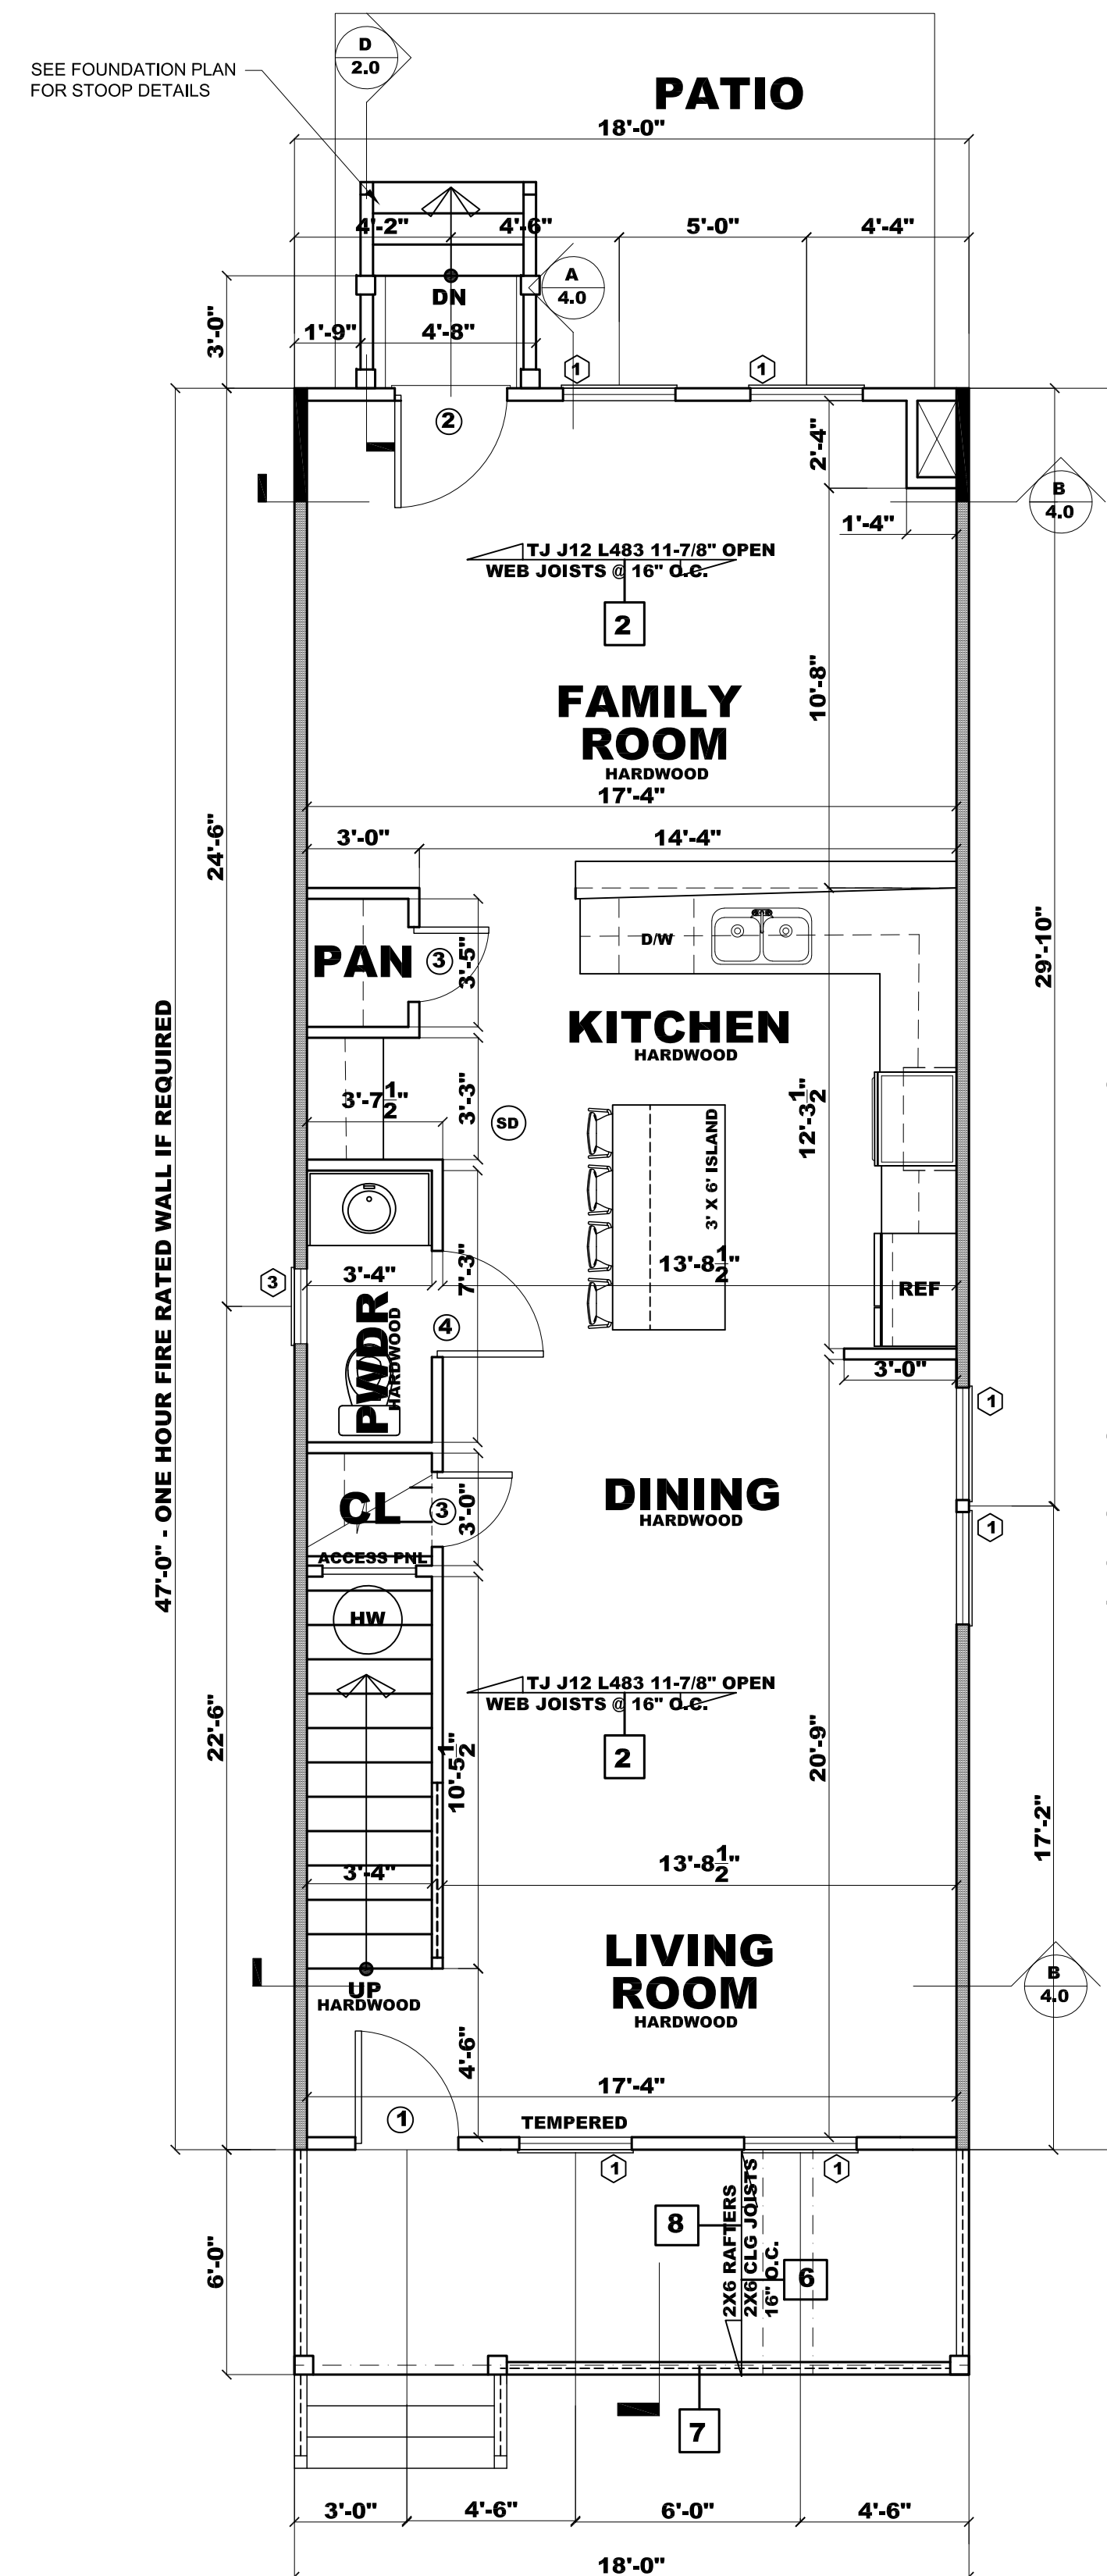 D
2.0
SEE FOUNDATION PLAN
FOR STOOP DETAILS
PATIO
18'-0"
4'-2"
4'-6"
5'-0"
4'-4"
A
4.0
DN
3'-0"
1'-9"
4'-8"
1
1
2
2'-4"
B
4.0
1'-4"
TJ J12 L483 11-7/8" OPEN
WEB JOISTS @ 16" O.C.
2
10'-8"
FAMILY
ROOM
HARDWOOD
17'-4"
24'-6"
3'-0"
14'-4"
D/W
PAN
3
3'-5"
29'-10"
KITCHEN
HARDWOOD
47'-0" - ONE HOUR FIRE RATED WALL IF REQUIRED
3'-7 1/2"
3'-3"
SD
12'-3 1/2"
3' X 6' ISLAND
3
3'-4"
7'-3"
13'-8 1/2"
REF
PWDR
HARDWOOD
4
3'-0"
1
DINING
HARDWOOD
CL
3
3'-0"
1
ACCESS PNL
HW
TJ J12 L483 11-7/8" OPEN
WEB JOISTS @ 16" O.C.
2
22'-6"
10'-5 1/2"
20'-9"
17'-2"
3'-4"
13'-8 1/2"
LIVING
ROOM
HARDWOOD
B
4.0
UP
HARDWOOD
4'-6"
17'-4"
1
TEMPERED
1
1
8
2X6 RAFTERS
2X6 CLG JOISTS
16" O.C.
6
6'-0"
7
3'-0"
4'-6"
6'-0"
4'-6"
18'-0"